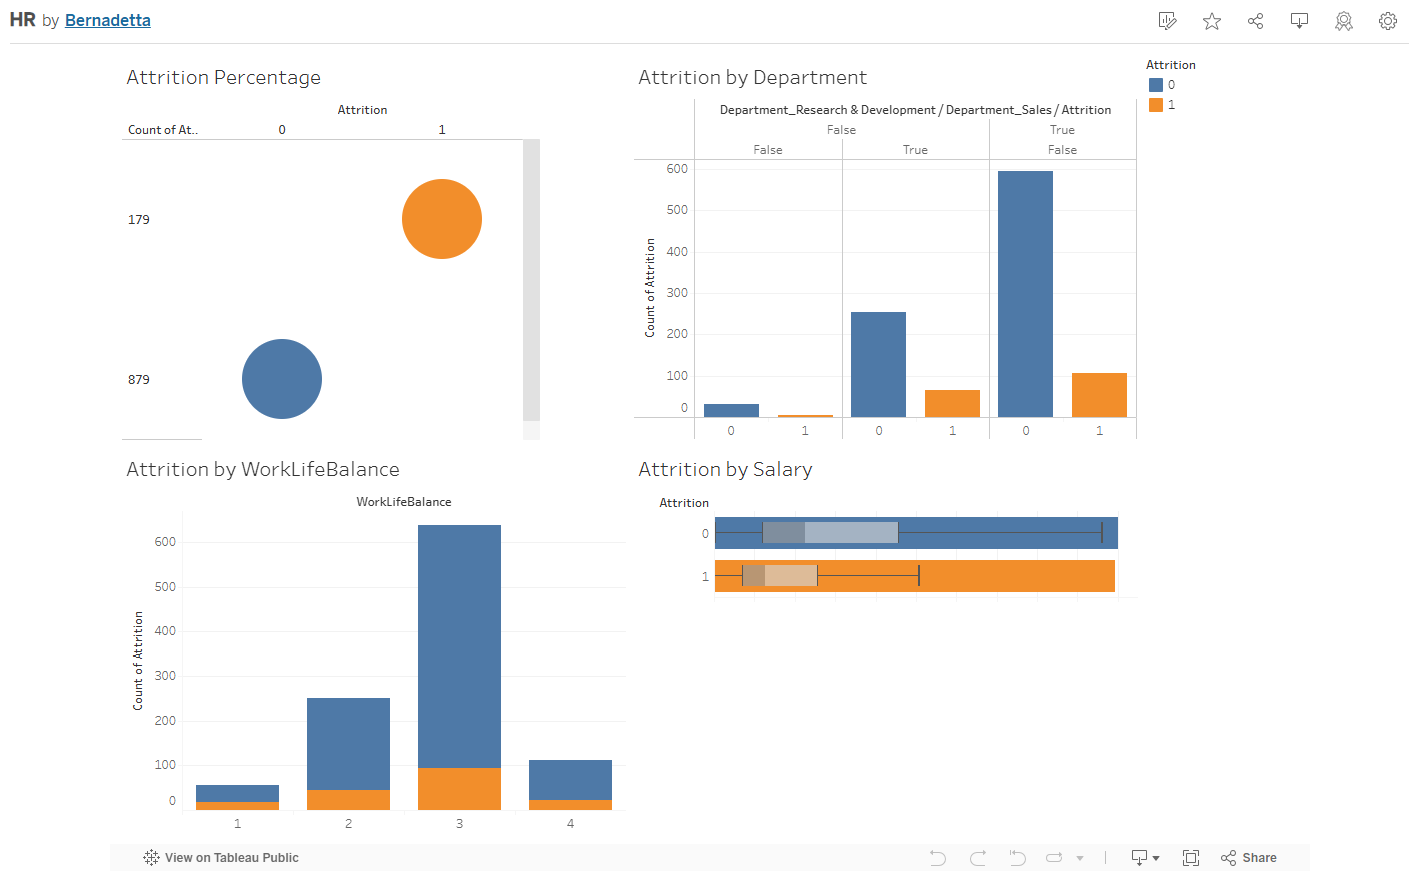 HR by Bernadetta
Attrition Percentage
Attrition
Count of At.. 0 1
179
879
Attrition by Department
Department_Research & Development / Department_Sales / Attrition
False True
False True False
600
500
400
300
200
100
0
Count of Attrition
0 1 0 1 0 1
Attrition
0
1
Attrition by WorkLifeBalance
WorkLifeBalance
600
500
400
300
200
100
0
Count of Attrition
1 2 3 4
Attrition by Salary
Attrition
0
1
View on Tableau Public
Share